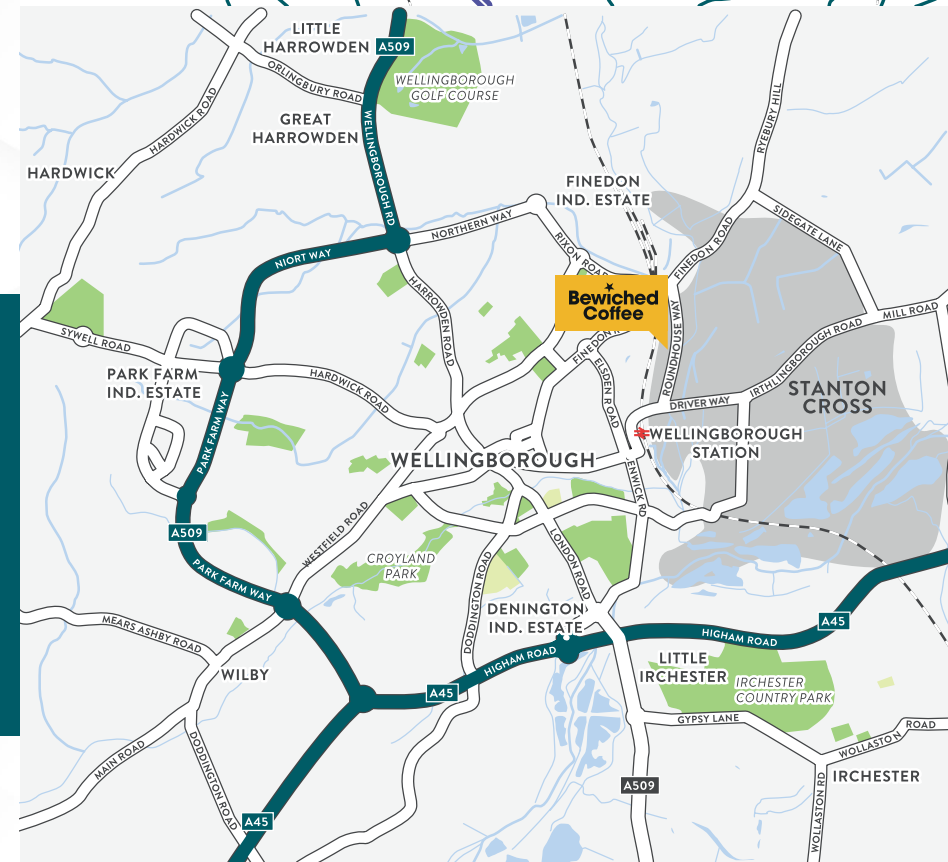 LITTLE
HARROWDEN
A509
ORLINGBURY ROAD
WELLINGBOROUGH
GOLF COURSE
HARDWICK ROAD
GREAT
HARROWDEN
WELLINGBOROUGH RD
RYEBURY HILL
HARDWICK
FINEDON
IND. ESTATE
NORTHERN WAY
SIDEGATE LANE
RIXON ROAD
FINEDON ROAD
NIORT WAY
HARROWDEN ROAD
Bewiched
Coffee
ROUNDHOUSE WAY
MILL ROAD
SYWELL ROAD
IRTHLINGBOROUGH ROAD
ELSDEN ROAD
PARK FARM
IND. ESTATE
HARDWICK ROAD
STANTON
CROSS
DRIVER WAY
PARK FARM WAY
WELLINGBOROUGH
STATION
WELLINGBOROUGH
ENWICK RD
WESTFIELD ROAD
A509
CROYLAND
PARK
LONDON ROAD
DODDINGTON ROAD
PARK FARM WAY
DENINGTON
IND. ESTATE
MEARS ASHBY ROAD
A45
HIGHAM ROAD
HIGHAM ROAD
LITTLE
IRCHESTER
WILBY
IRCHESTER
COUNTRY PARK
A45
GYPSY LANE
WOLLASTON ROAD
MAIN ROAD
DODDINGTON ROAD
A509
IRCHESTER
WOLLASTON RD
A45